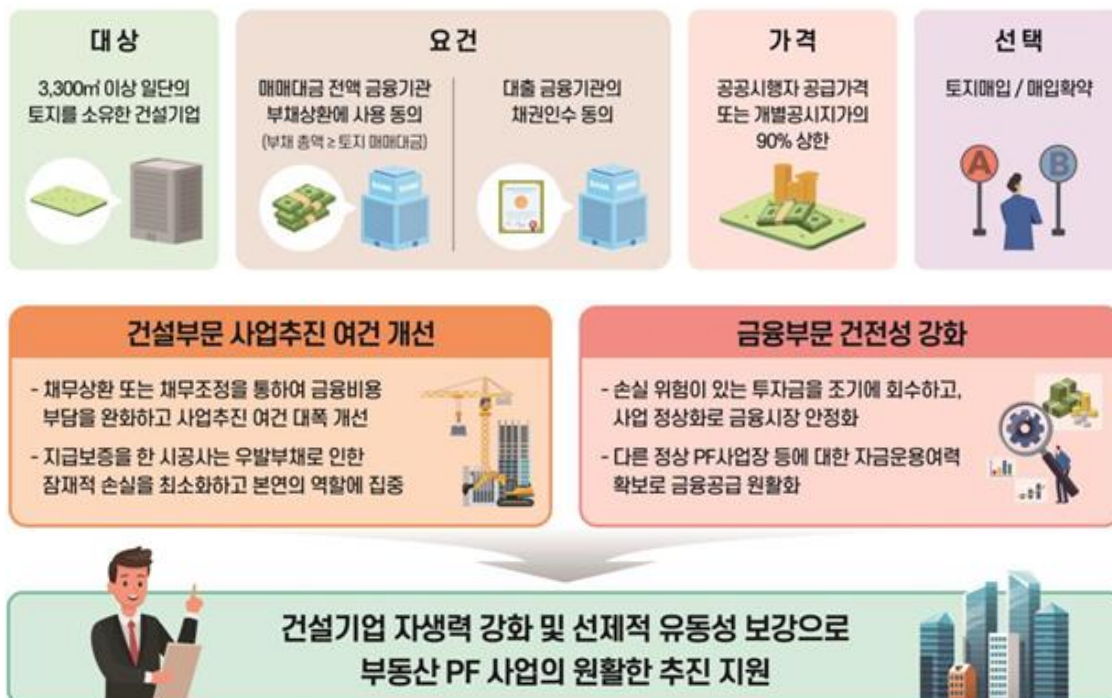 대상
3,300㎡ 이상 일단의
토지를 소유한 건설기업
요건
매매대금 전액 금융기관
부채상환에 사용 동의
(부채 총액 ≥ 토지 매매대금)
대출 금융기관의
채권인수 동의
가격
공공시행자 공급가격
또는 개별공시지가의
90% 상한
선택
토지매입 / 매입확약
A
B
건설부문 사업추진 여건 개선
- 채무상환 또는 채무조정을 통하여 금융비용
부담을 완화하고 사업추진 여건 대폭 개선
- 지급보증을 한 시공사는 우발부채로 인한
잠재적 손실을 최소화하고 본연의 역할에 집중
금융부문 건전성 강화
- 손실 위험이 있는 투자금을 조기에 회수하고,
사업 정상화로 금융시장 안정화
- 다른 정상 PF사업장 등에 대한 자금운용여력
확보로 금융공급 원활화
건설기업 자생력 강화 및 선제적 유동성 보강으로
부동산 PF 사업의 원활한 추진 지원